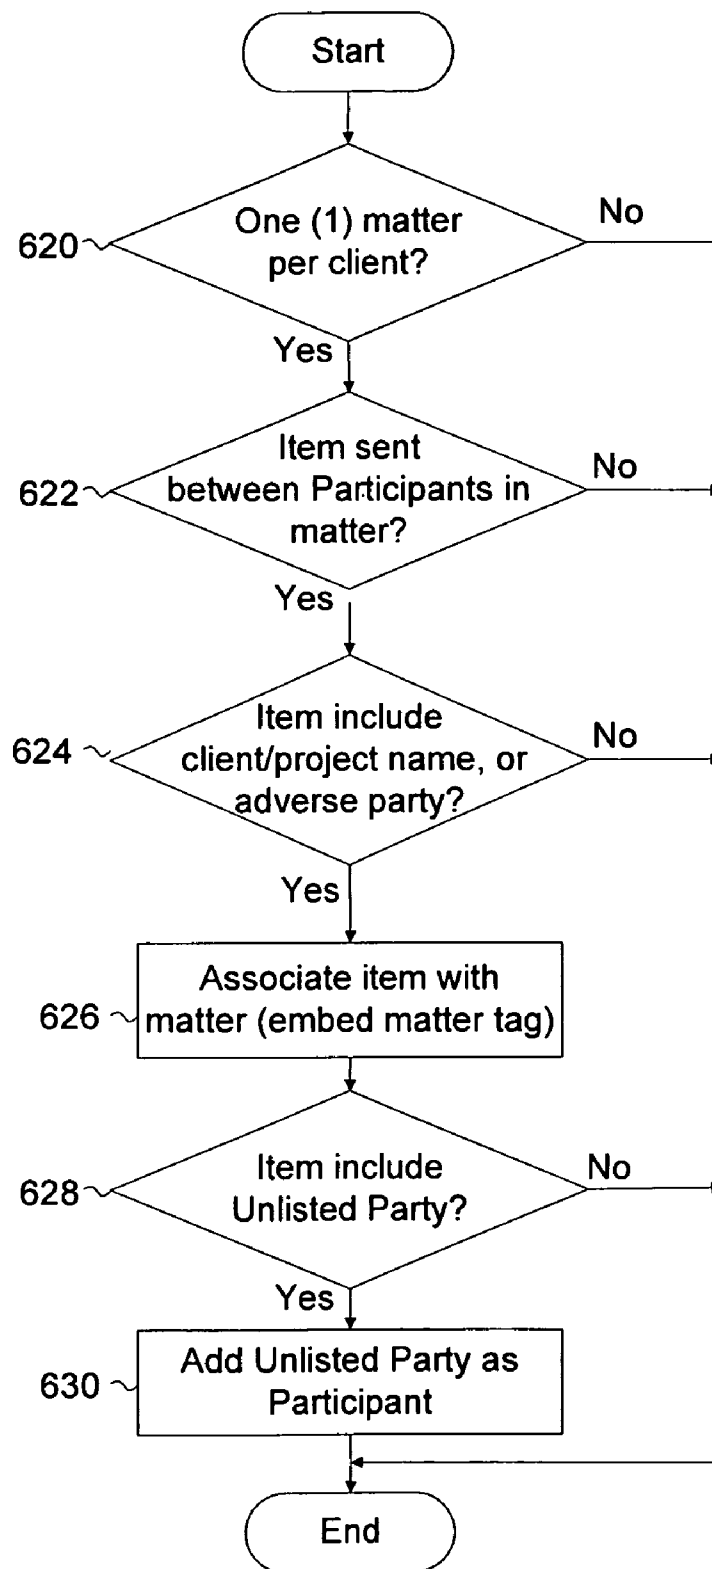 Start
One (1) matter
per client?
No
620
Yes
Item sent
between Participants in
matter?
No
622
Yes
Item include
client/project name, or
adverse party?
No
624
Yes
Associate item with
matter (embed matter tag)
626
Item include
Unlisted Party?
No
628
Yes
Add Unlisted Party as
Participant
630
End